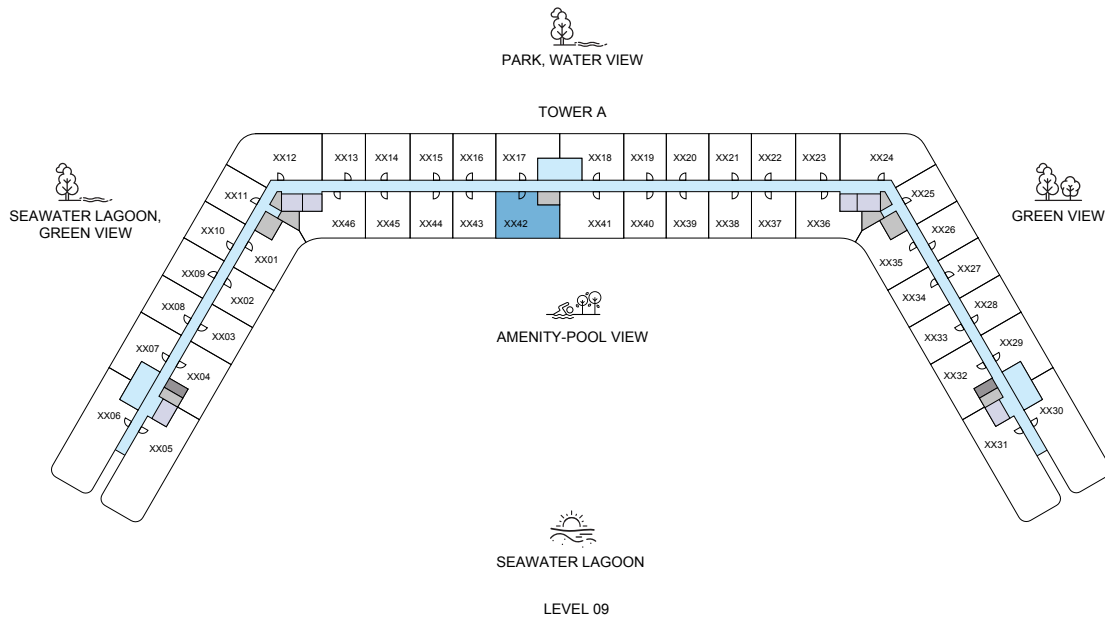 PARK, WATER VIEW
TOWER A
SEAWATER LAGOON,
GREEN VIEW
GREEN VIEW
XX12
XX13
XX14
XX15
XX16
XX17
XX18
XX19
XX20
XX21
XX22
XX23
XX24
XX11
XX25
XX10
XX46
XX45
XX44
XX43
XX42
XX41
XX40
XX39
XX38
XX37
XX36
XX26
XX01
XX35
XX09
XX27
XX02
XX34
XX08
XX28
XX03
XX33
XX07
XX29
XX04
XX32
XX06
XX30
XX05
XX31
AMENITY-POOL VIEW
SEAWATER LAGOON
LEVEL 09